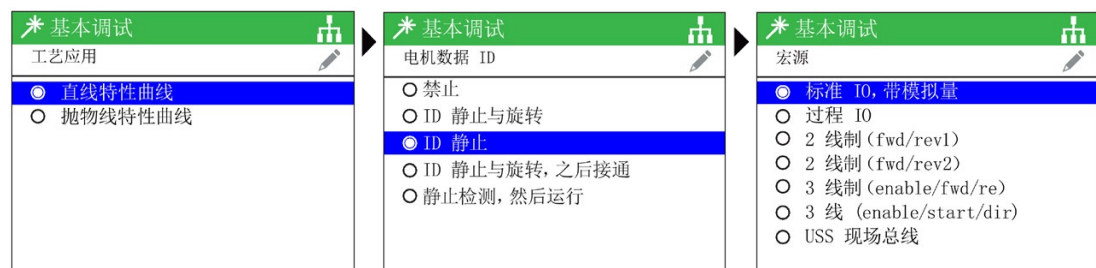 基本调试
工艺应用
直线特性曲线
抛物线特性曲线
基本调试
电机数据 ID
禁止
ID 静止与旋转
ID 静止
ID 静止与旋转,之后接通
静止检测,然后运行
基本调试
宏源
标准 IO,带模拟量
过程 IO
2 线制(fwd/rev1)
2 线制(fwd/rev2)
3 线制(enable/fwd/re)
3 线 (enable/start/dir)
USS 现场总线